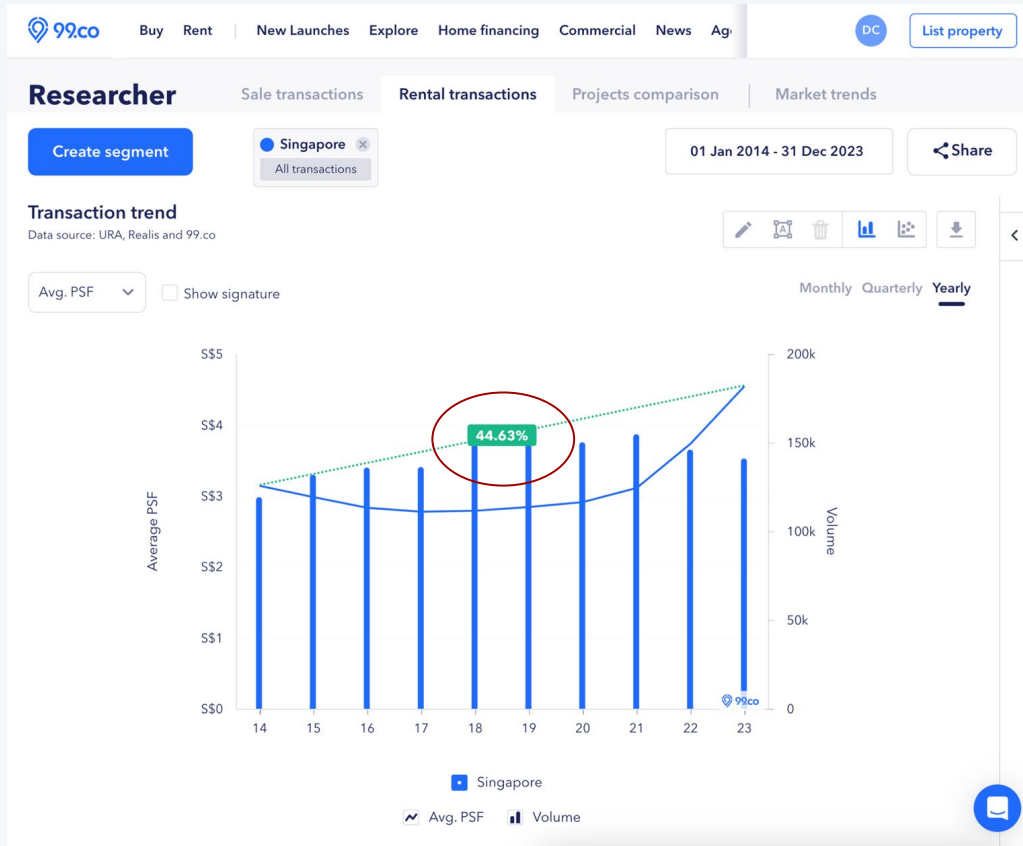 99.co Buy Rent New Launches Explore Home financing Commercial News DC List property
Researcher Sale transactions Rental transactions Projects comparison Market trends
Create segment
Singapore
All transactions
01 Jan 2014 - 31 Dec 2023
Share
Transaction trend
Data source: URA, Realis and 99.co
A
Avg. PSF
Show signature
Monthly Quarterly Yearly
S$5
S$4
S$3
S$2
S$1
S$0
Average PSF
44.63%
200k
150k
100k
50k
0
Volume
99.co
14 15 16 17 18 19 20 21 22 23
Singapore
Avg. PSF Volume